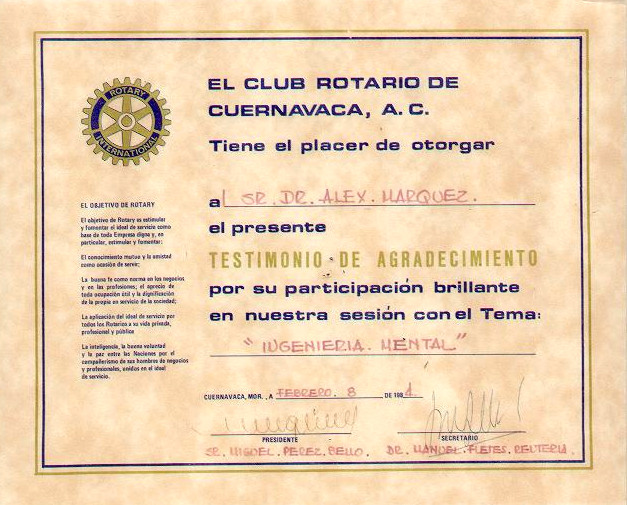 ROTARY
INTERNATIONAL
EL CLUB ROTARIO DE
CUERNAVACA, A. C.
Tiene el placer de otorgar
al SR. DR. ALEX. MARQUEZ.
el presente
TESTIMONIO DE AGRADECIMIENTO
por su participación brillante
en nuestra sesión con el Tema:
"INGENIERIA. MENTAL"
CUERNAVACA, MOR., A FEBRERO. 8 DE 1984.
PRESIDENTE
SR. MIGUEL. PEREZ. BELLO.
SECRETARIO
DR. MANUEL. FLETES. RENTERIA.
EL OBJETIVO DE ROTARY
El objetivo de Rotary es estimular
y fomentar el ideal de servicio como
base de toda Empresa digna y, en
particular, estimular y fomentar:
El conocimiento mutuo y la amistad
como ocasión de servir:
La buena fe como norma en los negocios
y en las profesiones; el aprecio de
toda ocupación útil y la dignificación
de la propia en servicio de la sociedad;
La aplicación del ideal de servicio por
todos los Rotarios a su vida privada,
profesional y pública
La inteligencia, la buena voluntad
y la paz entre las Naciones por el
compañerismo de sus hombres de negocios
y profesionales, unidos en el ideal
de servicio.